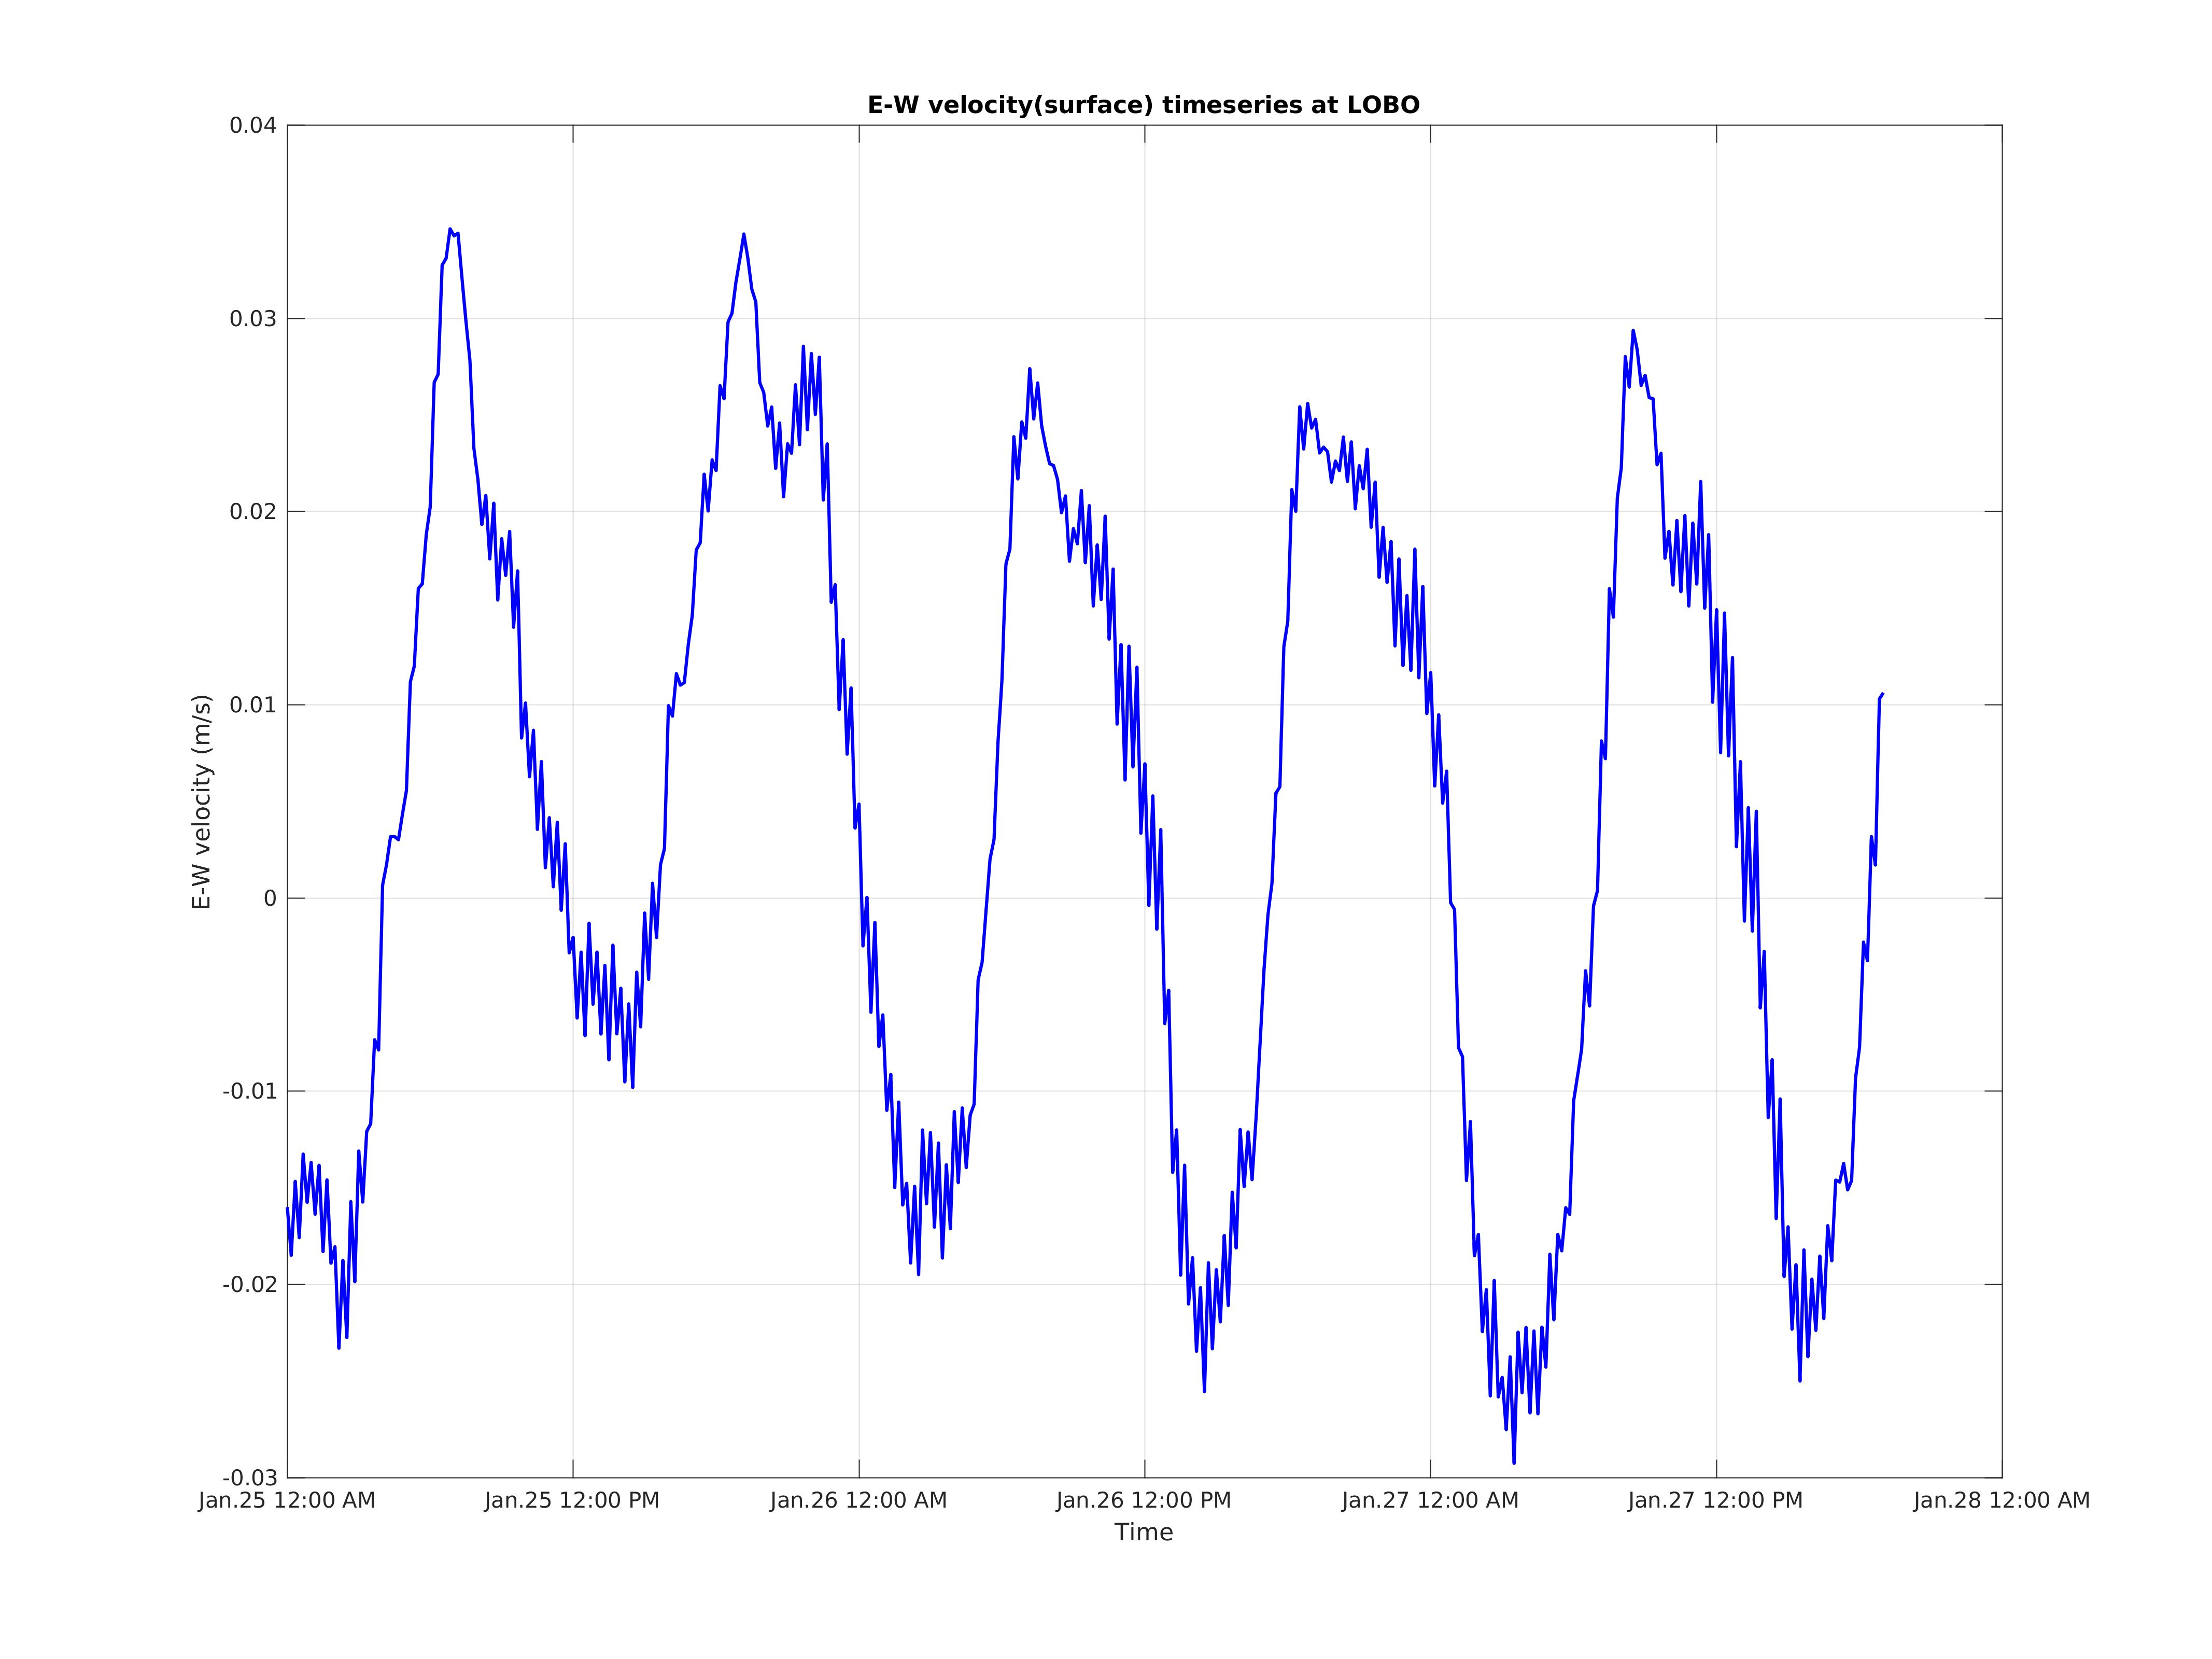 E-W velocity(surface) timeseries at LOBO
0.04
0.03
0.02
0.01
0
-0.01
-0.02
-0.03
E-W velocity (m/s)
Jan.25 12:00 AM
Jan.25 12:00 PM
Jan.26 12:00 AM
Jan.26 12:00 PM
Jan.27 12:00 AM
Jan.27 12:00 PM
Jan.28 12:00 AM
Time